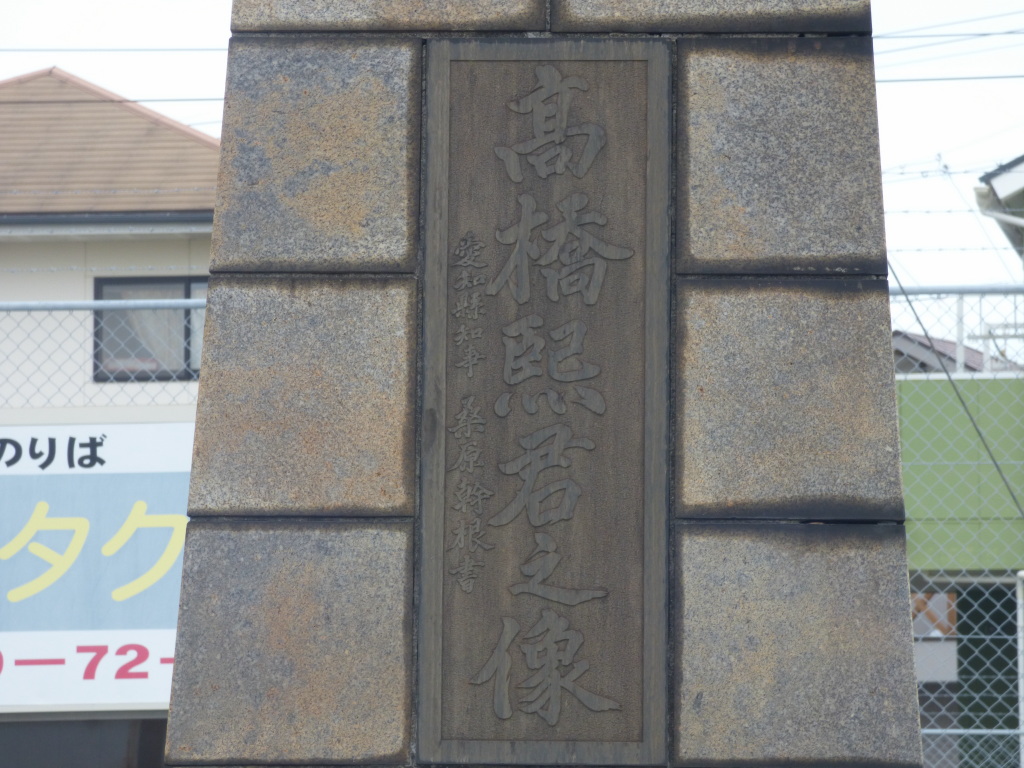 高橋熙君之像
愛知縣知事 桑原幹根書
のりば
タク
72-